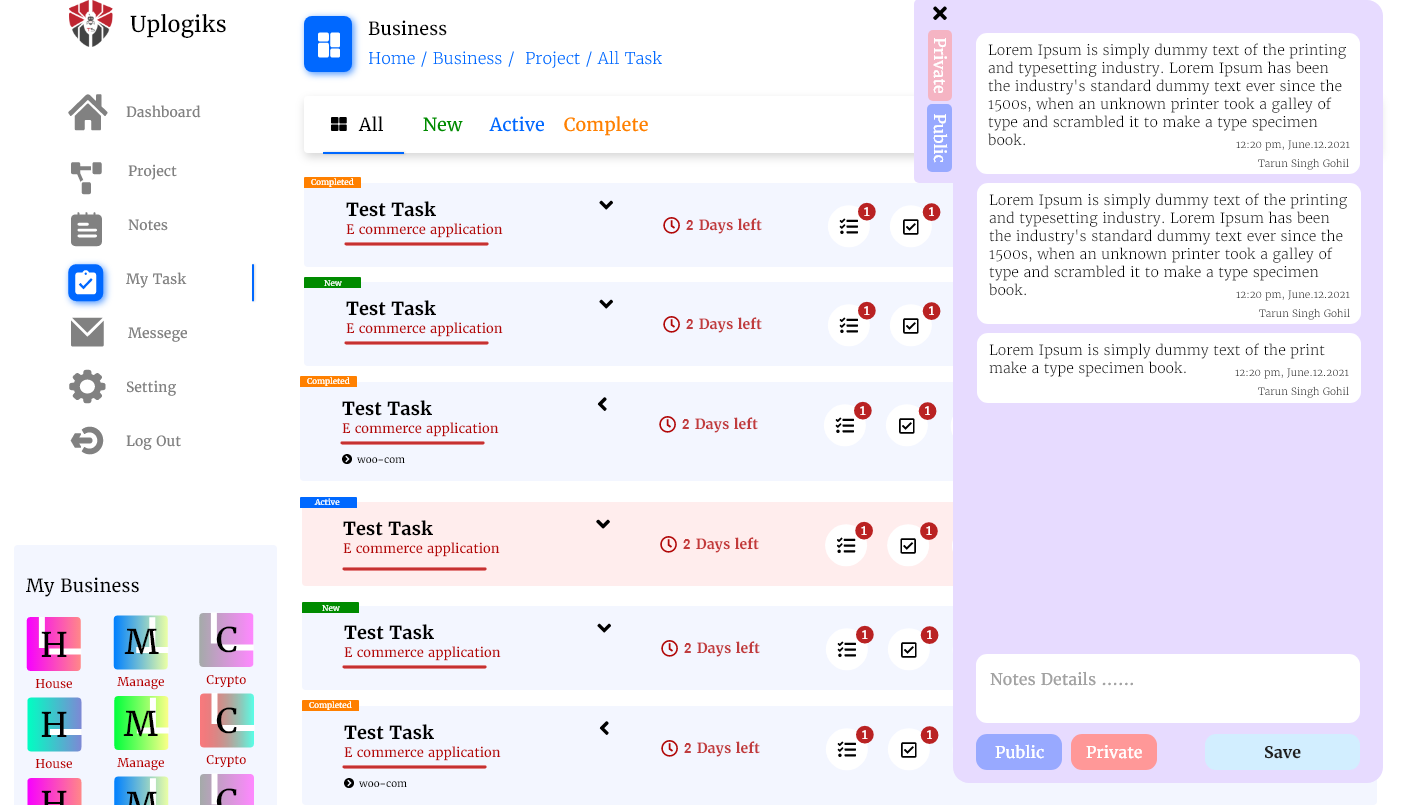 Uplogiks
Dashboard
Project
Notes
My Task
Messege
Setting
Log Out
My Business
H M C
House Manage Crypto
H M C
House Manage Crypto
H M C
Business
Home / Business / Project / All Task
All New Active Complete
Completed
Test Task
E commerce application
2 Days left
1
1
New
Test Task
E commerce application
2 Days left
1
1
Completed
Test Task
E commerce application
woo-com
2 Days left
1
1
Active
Test Task
E commerce application
2 Days left
1
1
New
Test Task
E commerce application
2 Days left
1
1
Completed
Test Task
E commerce application
woo-com
2 Days left
1
1
Private
Public
Lorem Ipsum is simply dummy text of the printing
and typesetting industry. Lorem Ipsum has been
the industry's standard dummy text ever since the
1500s, when an unknown printer took a galley of
type and scrambled it to make a type specimen
book.
12:20 pm, June.12.2021
Tarun Singh Gohil
Lorem Ipsum is simply dummy text of the printing
and typesetting industry. Lorem Ipsum has been
the industry's standard dummy text ever since the
1500s, when an unknown printer took a galley of
type and scrambled it to make a type specimen
book.
12:20 pm, June.12.2021
Tarun Singh Gohil
Lorem Ipsum is simply dummy text of the print
make a type specimen book.
12:20 pm, June.12.2021
Tarun Singh Gohil
Notes Details ......
Public Private Save